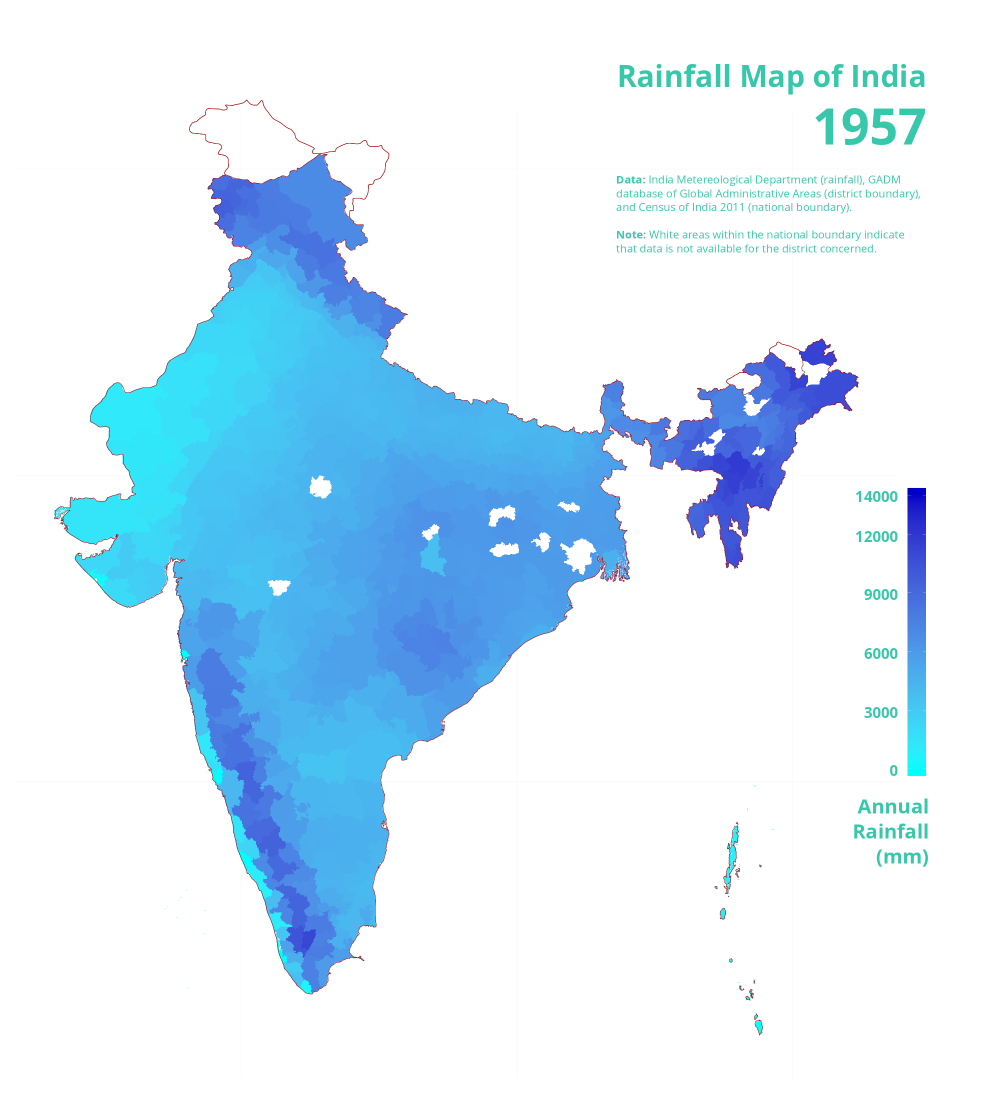 Rainfall Map of India
1957
Data: India Metereological Department (rainfall), GADM
database of Global Administrative Areas (district boundary),
and Census of India 2011 (national boundary).
Note: White areas within the national boundary indicate
that data is not available for the district concerned.
14000
12000
9000
6000
3000
0
Annual
Rainfall
(mm)